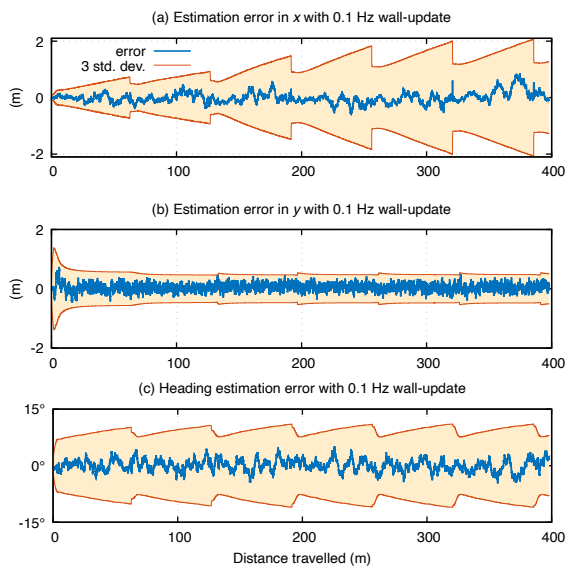 (a) Estimation error in x with 0.1 Hz wall-update
2
error
3 std. dev.
(m)
0
-2
0 100 200 300 400
(b) Estimation error in y with 0.1 Hz wall-update
2
(m)
0
-2
0 100 200 300 400
(c) Heading estimation error with 0.1 Hz wall-update
15°
0°
-15°
0 100 200 300 400
Distance travelled (m)